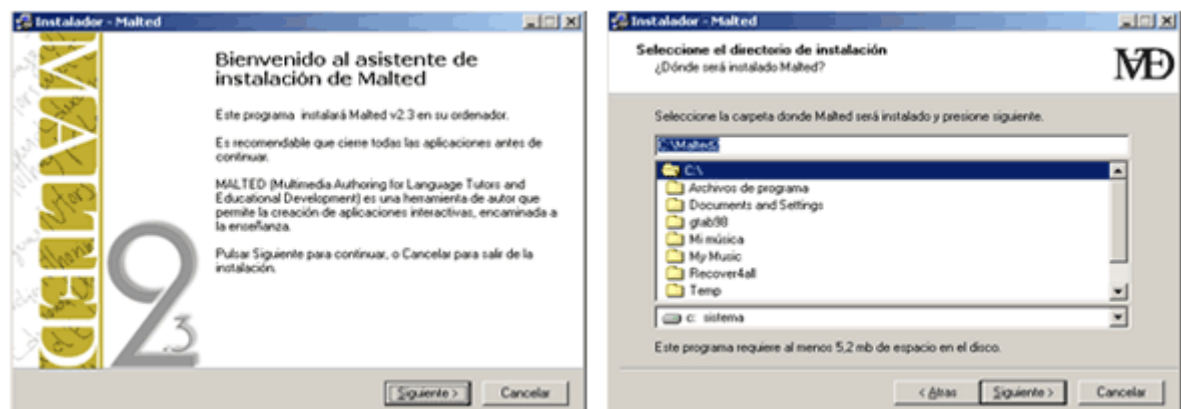 Instalador - Malted
MALTED
2.3
Bienvenido al asistente de
instalación de Malted
Este programa instalará Malted v2.3 en su ordenador.
Es recomendable que cierre todas las aplicaciones antes de
continuar.
MALTED (Multimedia Authoring for Language Tutors and
Educational Development) es una herramienta de autor que
permite la creación de aplicaciones interactivas, encaminada a
la enseñanza.
Pulsar Siguiente para continuar, o Cancelar para salir de la
instalación.
Siguiente >
Cancelar
Instalador - Malted
Seleccione el directorio de instalación
¿Dónde será instalado Malted?
Seleccione la carpeta donde Malted será instalado y presione siguiente.
C:\
Archivos de programa
Documents and Settings
gtab98
Mi música
My Music
Recover4all
Temp
c: sistema
Este programa requiere al menos 5,2 mb de espacio en el disco.
< Atras
Siguiente >
Cancelar